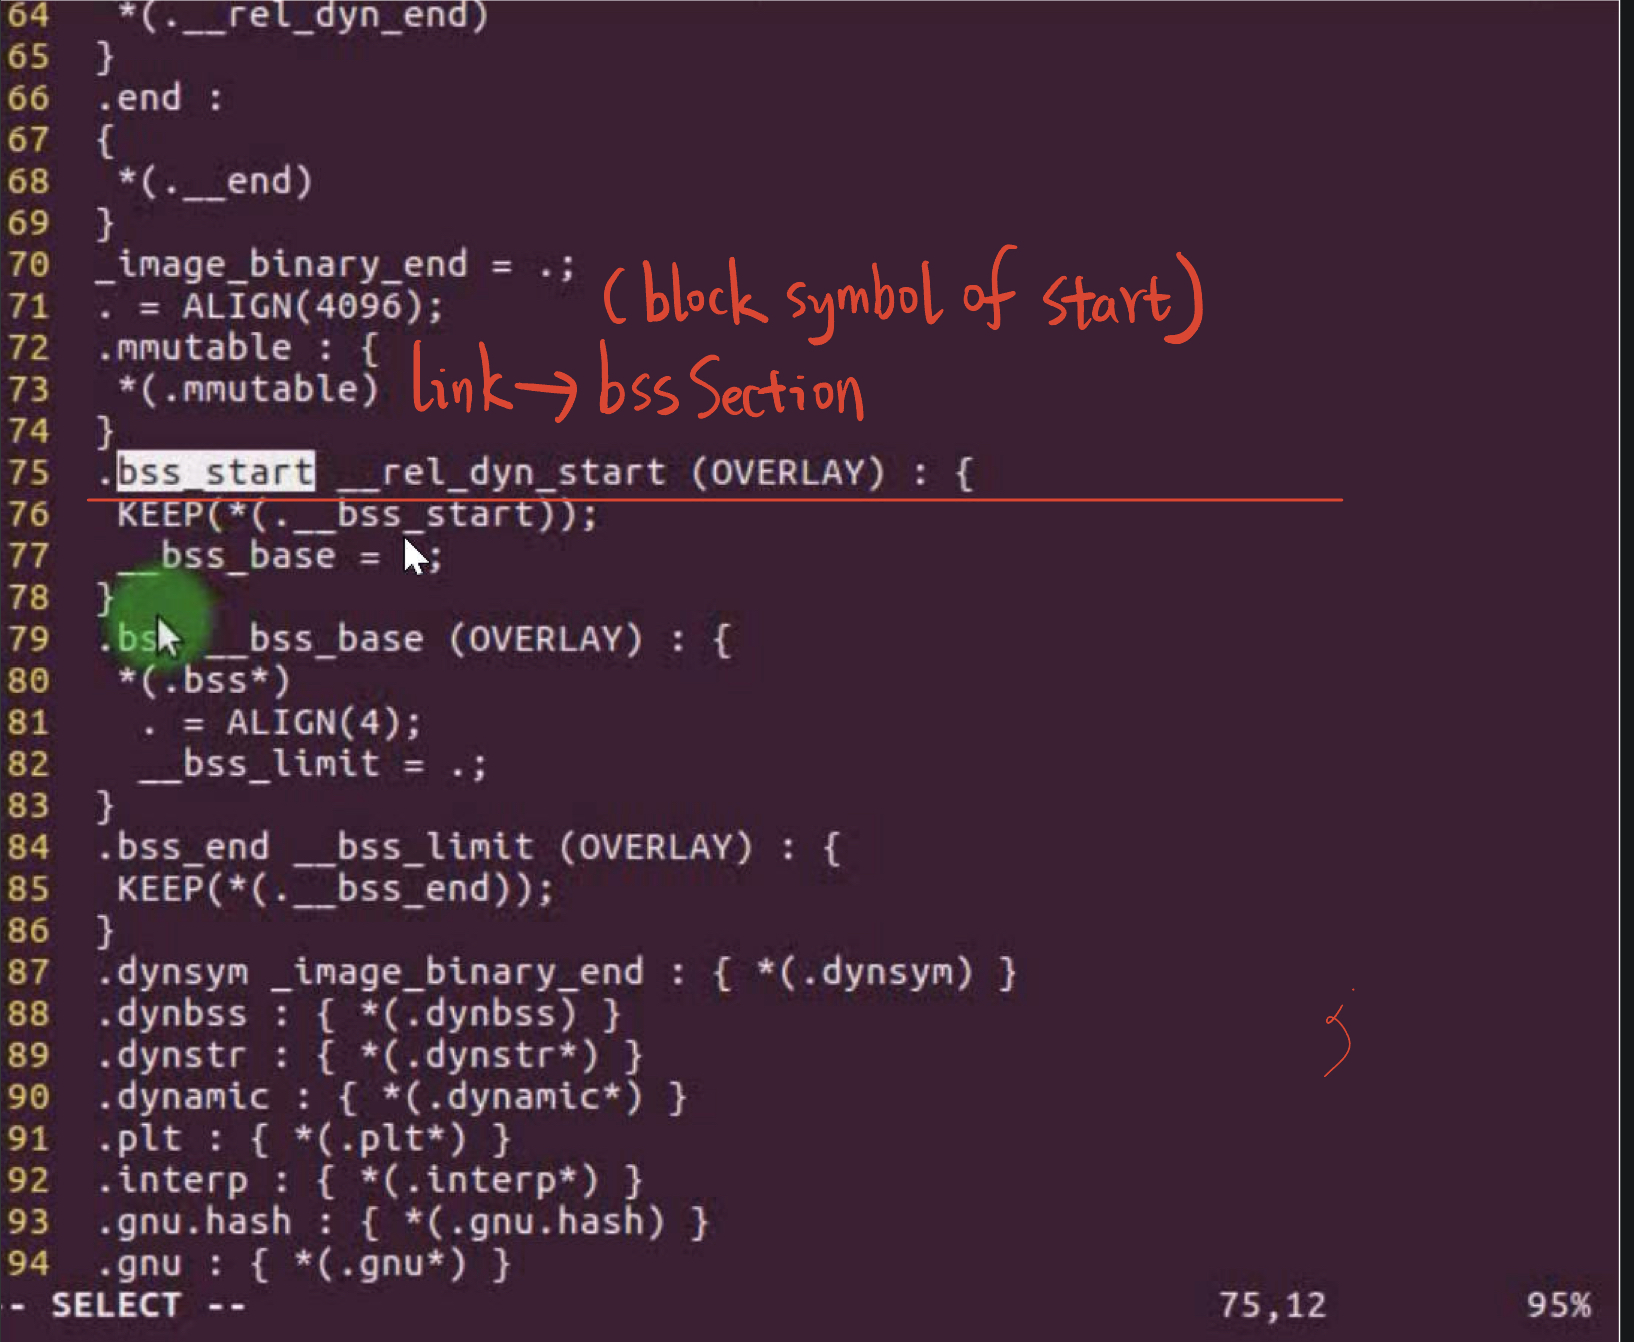 64 *(.__rel_dyn_end)
65 }
66 .end :
67 {
68 *(.__end)
69 }
70 _image_binary_end = .;
71 . = ALIGN(4096);
(block symbol of start)
72 .mmutable : {
73 *(.mmutable)
link→ bss Section
74 }
75 .bss_start __rel_dyn_start (OVERLAY) : {
76 KEEP(*(.__bss_start));
77 __bss_base = ;
78 }
79 .bs __bss_base (OVERLAY) : {
80 *(.bss*)
81 . = ALIGN(4);
82 __bss_limit = .;
83 }
84 .bss_end __bss_limit (OVERLAY) : {
85 KEEP(*(.__bss_end));
86 }
87 .dynsym _image_binary_end : { *(.dynsym) }
88 .dynbss : { *(.dynbss) }
89 .dynstr : { *(.dynstr*) }
90 .dynamic : { *(.dynamic*) }
91 .plt : { *(.plt*) }
92 .interp : { *(.interp*) }
93 .gnu.hash : { *(.gnu.hash) }
94 .gnu : { *(.gnu*) }
-- SELECT -- 75,12 95%